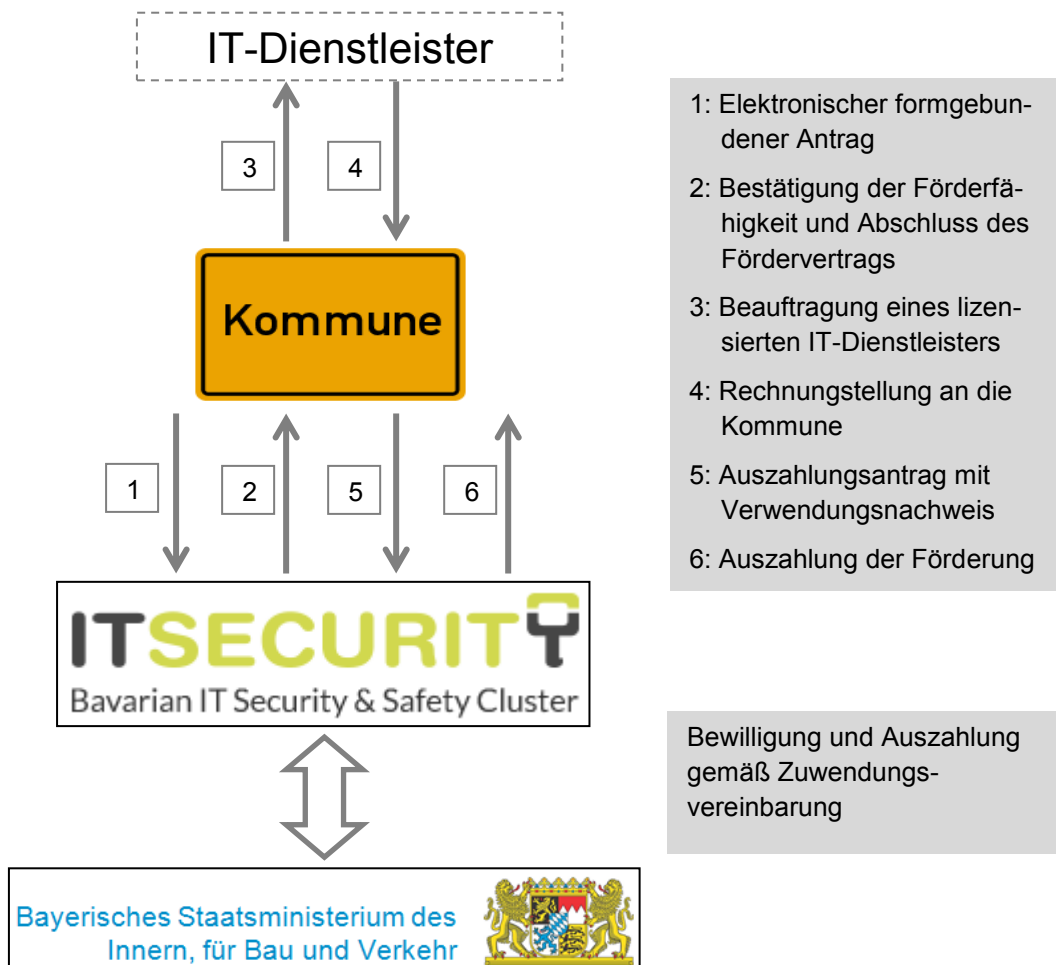 IT-Dienstleister
3
4
Kommune
1
2
5
6
ITSECURITY
Bavarian IT Security & Safety Cluster
Bayerisches Staatsministerium des
Innern, für Bau und Verkehr
1: Elektronischer formgebun-
dener Antrag
2: Bestätigung der Förderfä-
higkeit und Abschluss des
Fördervertrags
3: Beauftragung eines lizen-
sierten IT-Dienstleisters
4: Rechnungstellung an die
Kommune
5: Auszahlungsantrag mit
Verwendungsnachweis
6: Auszahlung der Förderung
Bewilligung und Auszahlung
gemäß Zuwendungs-
vereinbarung